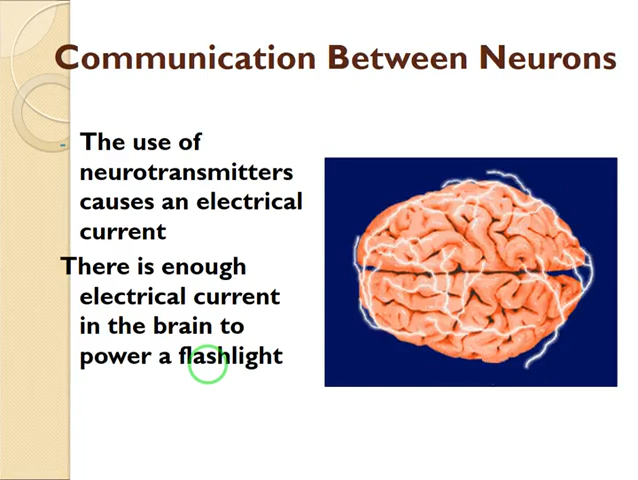 Communication Between Neurons
- The use of
neurotransmitters
causes an electrical
current
There is enough
electrical current
in the brain to
power a flashlight